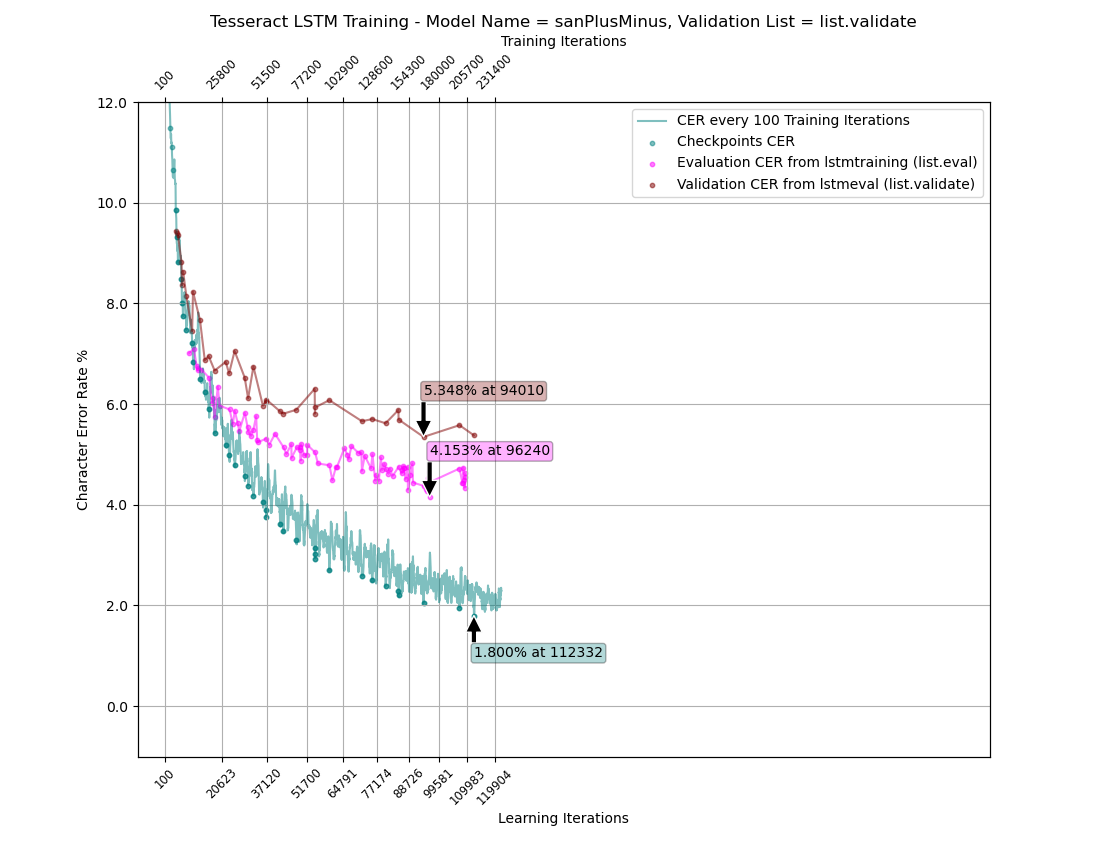 Tesseract LSTM Training - Model Name = sanPlusMinus, Validation List = list.validate
Training Iterations
100
25800
51500
77200
102900
128600
154300
180000
205700
231400
12.0
10.0
8.0
6.0
4.0
2.0
0.0
Character Error Rate %
CER every 100 Training Iterations
Checkpoints CER
Evaluation CER from lstmtraining (list.eval)
Validation CER from lstmeval (list.validate)
5.348% at 94010
4.153% at 96240
1.800% at 112332
100
20623
37120
51700
64791
77174
88726
99581
109983
119904
Learning Iterations